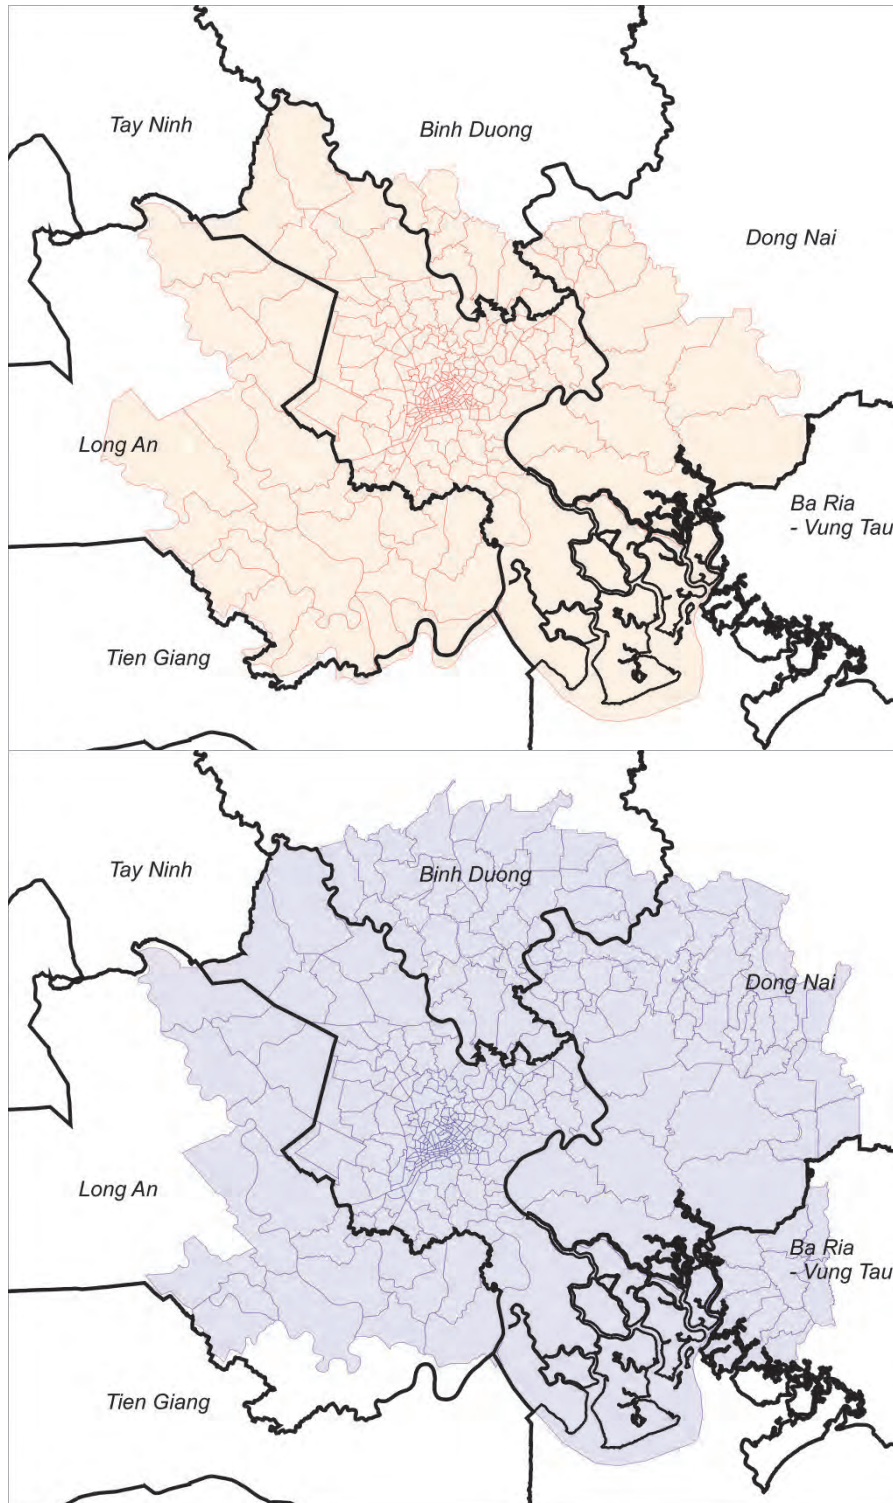 Tay Ninh
Binh Duong
Dong Nai
Long An
Ba Ria
- Vung Tau
Tien Giang
Tay Ninh
Binh Duong
Dong Nai
Long An
Ba Ria
- Vung Tau
Tien Giang